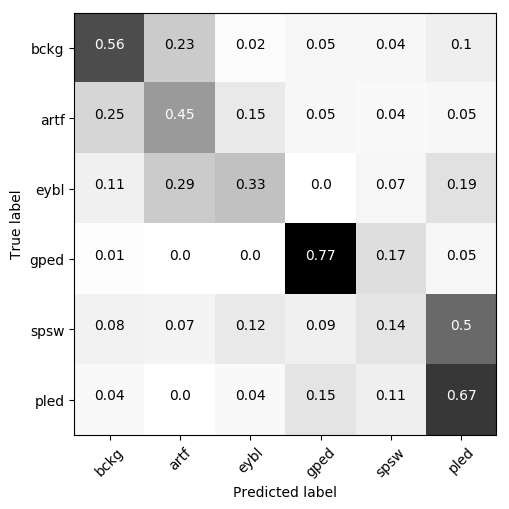 bckg 0.56 0.23 0.02 0.05 0.04 0.1
artf 0.25 0.45 0.15 0.05 0.04 0.05
eybl 0.11 0.29 0.33 0.0 0.07 0.19
gped 0.01 0.0 0.0 0.77 0.17 0.05
spsw 0.08 0.07 0.12 0.09 0.14 0.5
pled 0.04 0.0 0.04 0.15 0.11 0.67
True label
bckg artf eybl gped spsw pled
Predicted label